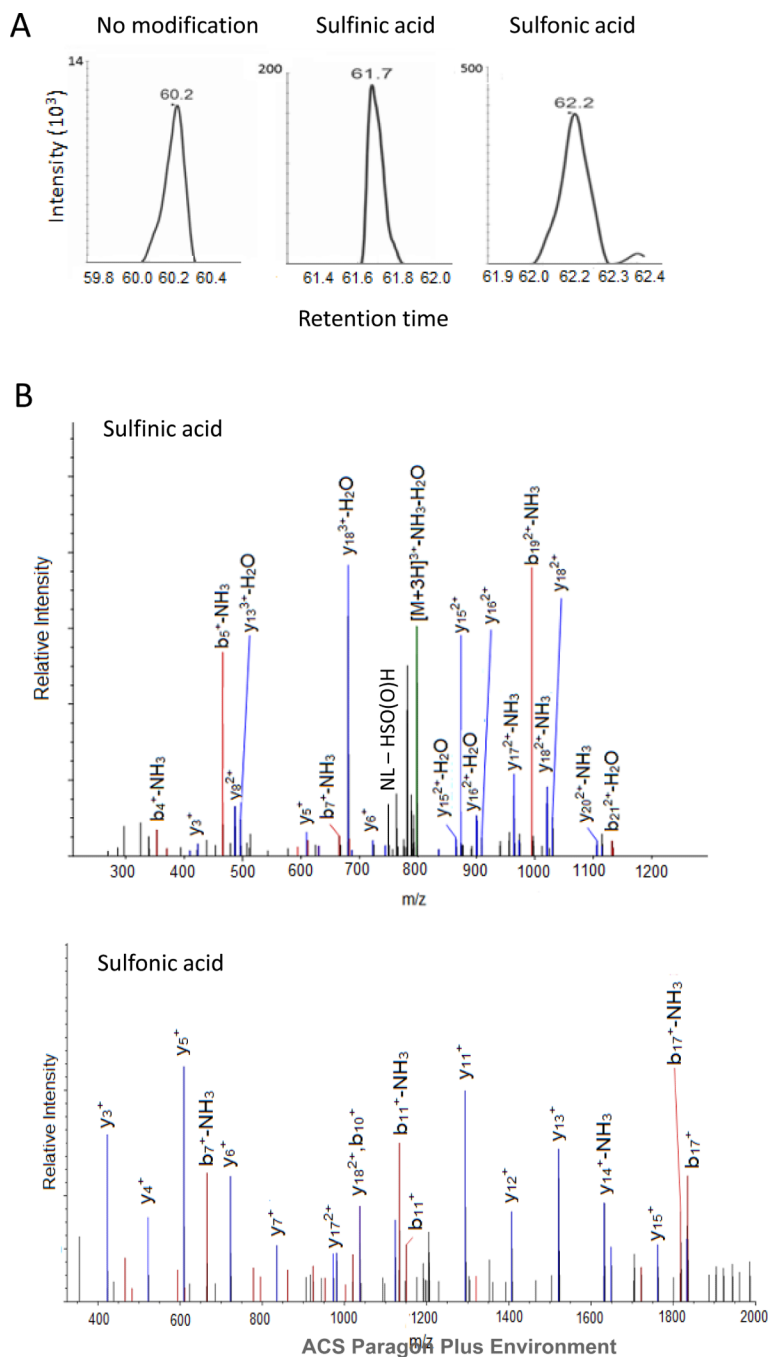 A
No modification
Sulfinic acid
Sulfonic acid
14
200
500
60.2
61.7
62.2
Intensity (10³)
59.8 60.0 60.2 60.4
61.4 61.6 61.8 62.0
61.9 62.0 62.2 62.3 62.4
Retention time
B
Sulfinic acid
Relative Intensity
b₄⁺-NH₃
y₃⁺
b₅⁺-NH₃
y₈²⁺
y₁₃³⁺-H₂O
y₅⁺
b₇⁺-NH₃
y₁₈³⁺-H₂O
y₆⁺
NL – HSO(O)H
[M+3H]³⁺-NH₃-H₂O
y₁₅²⁺-H₂O
y₁₅²⁺
y₁₆²⁺-H₂O
y₁₆²⁺
y₁₇²⁺-NH₃
b₁₉²⁺-NH₃
y₁₈²⁺-NH₃
y₁₈²⁺
y₂₀²⁺-NH₃
b₂₁²⁺-H₂O
300 400 500 600 700 800 900 1000 1100 1200
m/z
Sulfonic acid
Relative Intensity
y₃⁺
y₄⁺
y₅⁺
b₇⁺-NH₃
y₆⁺
y₇⁺
y₁₇²⁺
y₁₈²⁺,b₁₀⁺
b₁₁⁺-NH₃
b₁₁⁺
y₁₁⁺
y₁₂⁺
y₁₃⁺
y₁₄⁺-NH₃
y₁₅⁺
b₁₇⁺-NH₃
b₁₇⁺
400 600 800 1000 1200 1400 1600 1800 2000
m/z
ACS Paragon Plus Environment